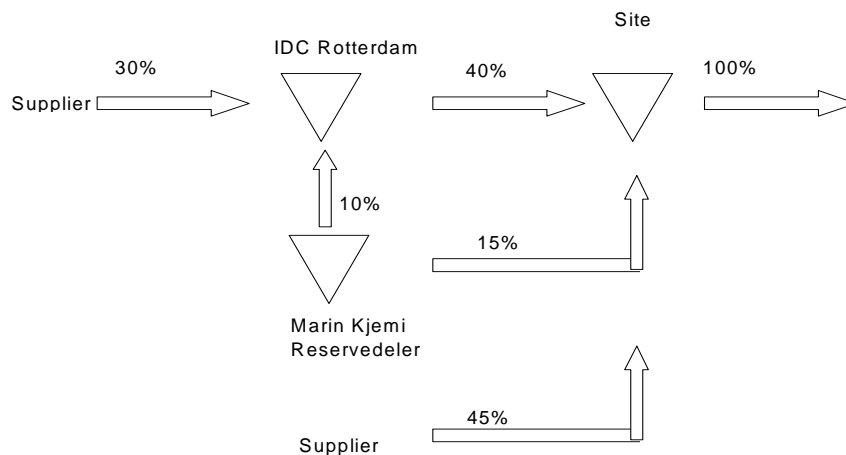 Site
IDC Rotterdam
30%
40%
100%
Supplier
10%
15%
Marin Kjemi
Reservedeler
45%
Supplier